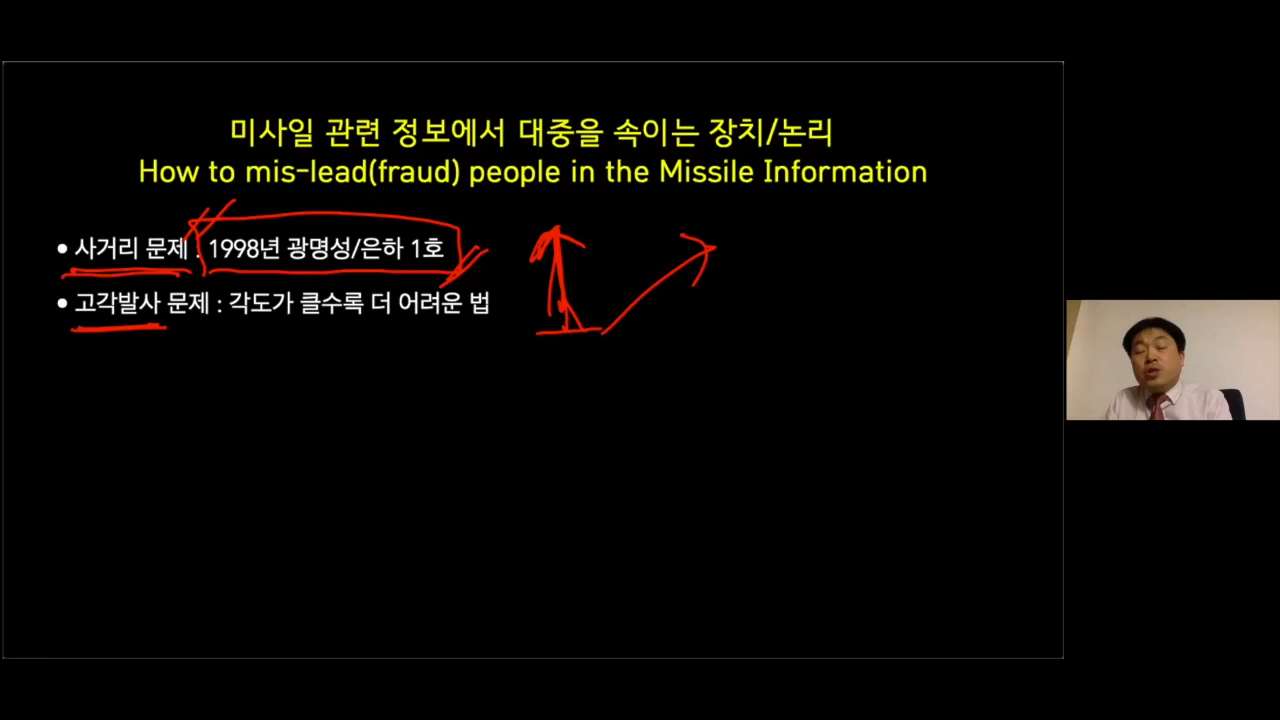 미사일 관련 정보에서 대중을 속이는 장치/논리
How to mis-lead(fraud) people in the Missile Information
• 사거리 문제 : 1998년 광명성/은하 1호
• 고각발사 문제 : 각도가 클수록 더 어려운 법